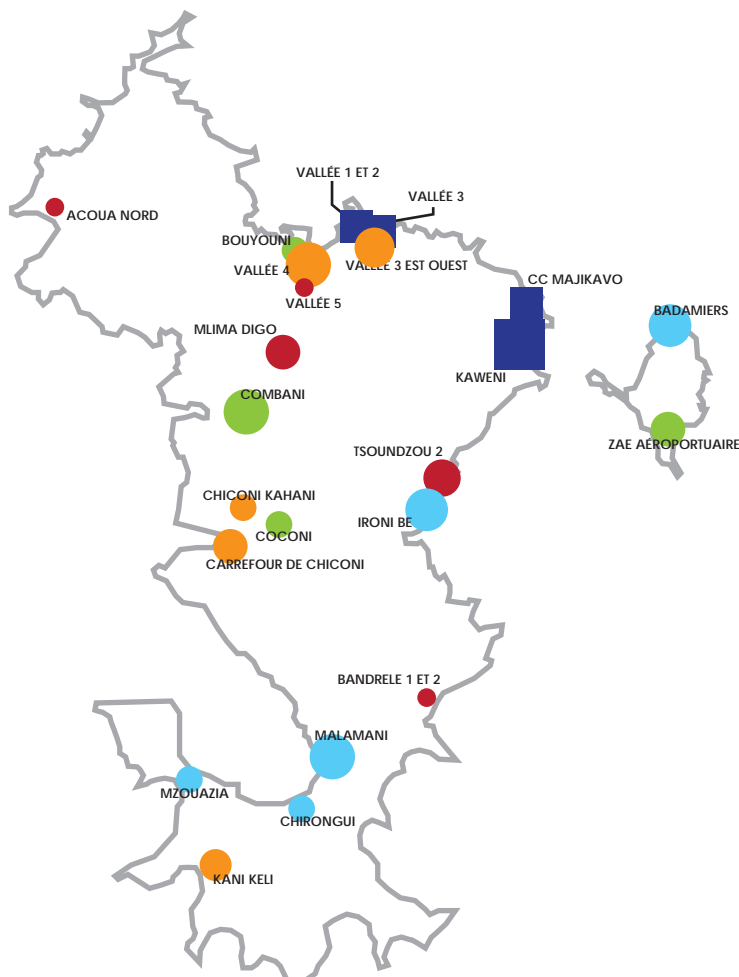 VALLÉE 1 ET 2
VALLÉE 3
ACOUA NORD
BOUYOUNI
VALLÉE 4
VALLÉE 3 EST OUEST
CC MAJIKAVO
VALLÉE 5
BADAMIERS
MLIMA DIGO
KAWENI
COMBANI
ZAE AÉROPORTUAIRE
TSOUNDZOU 2
CHICONI KAHANI
IRONI BE
COCONI
CARREFOUR DE CHICONI
BANDRELE 1 ET 2
MALAMANI
MZOUAZIA
CHIRONGUI
KANI KELI